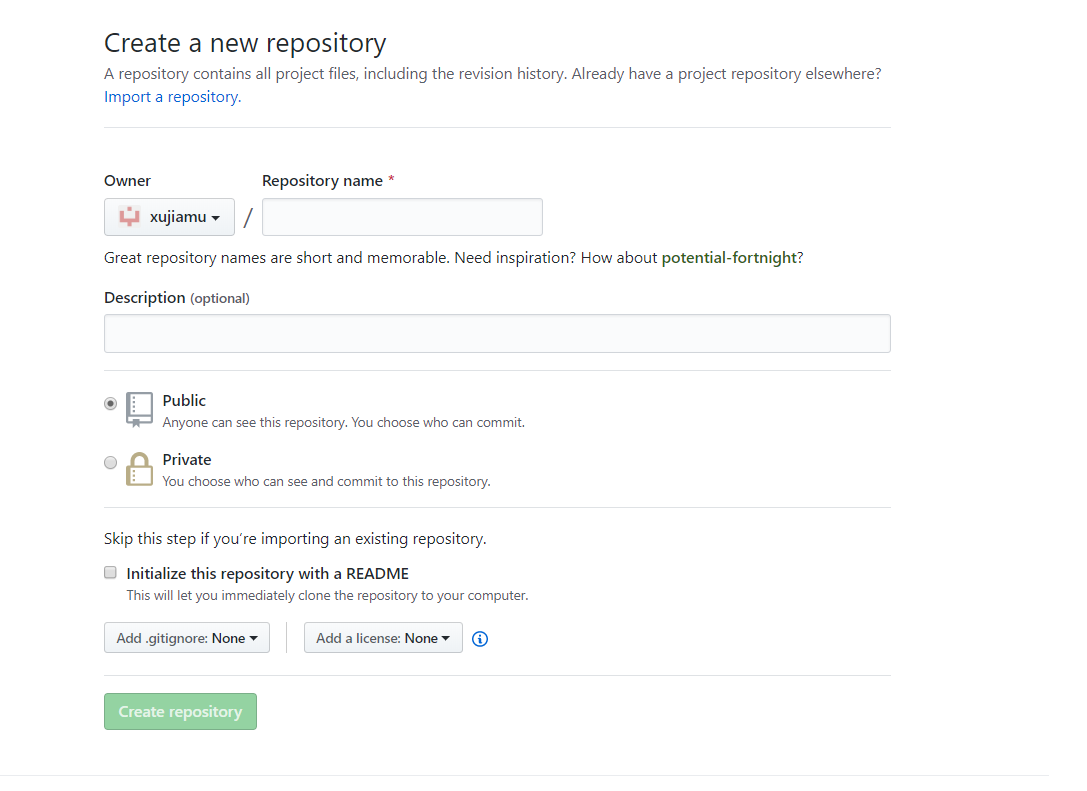 Create a new repository
A repository contains all project files, including the revision history. Already have a project repository elsewhere?
Import a repository.
Owner
Repository name *
xujiamu
/
Great repository names are short and memorable. Need inspiration? How about potential-fortnight?
Description (optional)
Public
Anyone can see this repository. You choose who can commit.
Private
You choose who can see and commit to this repository.
Skip this step if you’re importing an existing repository.
Initialize this repository with a README
This will let you immediately clone the repository to your computer.
Add .gitignore: None
Add a license: None
Create repository